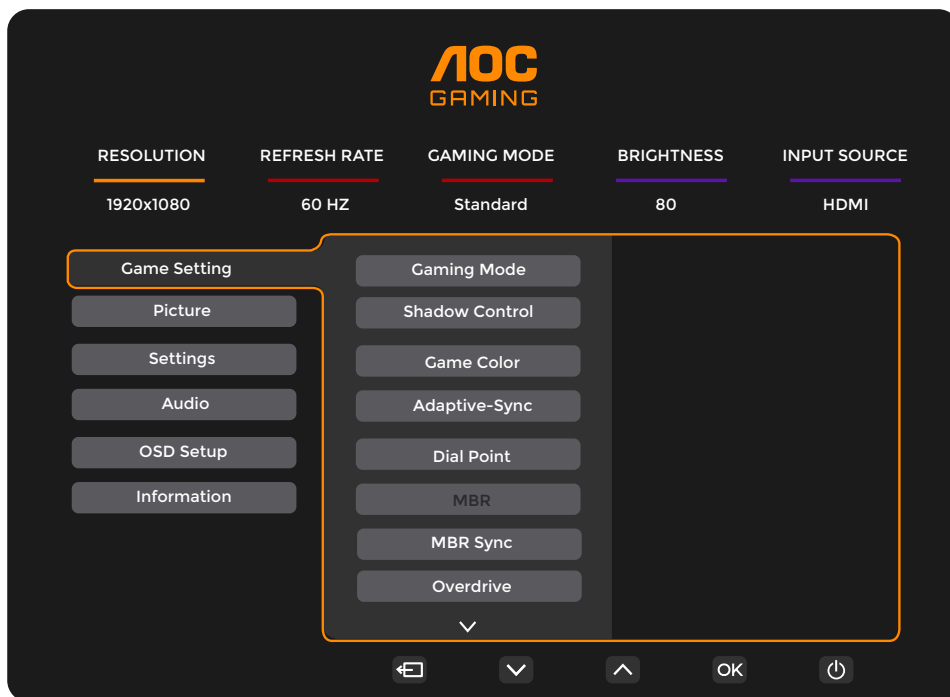 AOC
GAMING
RESOLUTION REFRESH RATE GAMING MODE BRIGHTNESS INPUT SOURCE
1920x1080 60 HZ Standard 80 HDMI
Game Setting
Picture
Settings
Audio
OSD Setup
Information
Gaming Mode
Shadow Control
Game Color
Adaptive-Sync
Dial Point
MBR
MBR Sync
Overdrive
OK